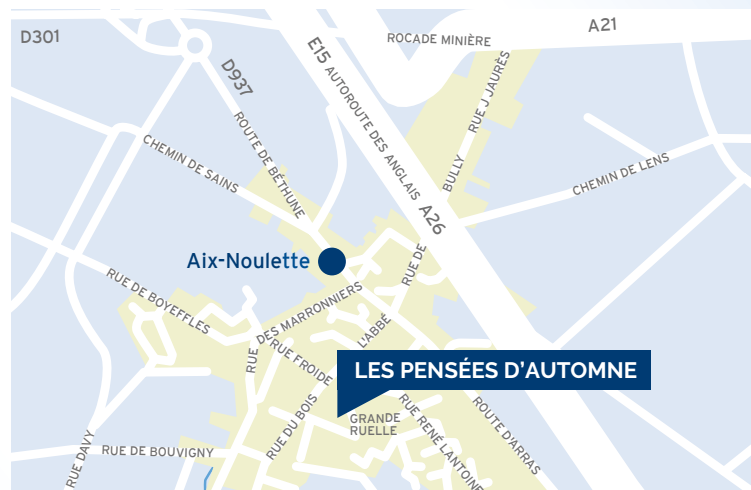 D301
ROCADE MINIÈRE
A21
E15 AUTOROUTE DES ANGLAIS A26
D937
RUE J JAURÈS
ROUTE DE BÉTHUNE
CHEMIN DE SAINS
BULLY
CHEMIN DE LENS
RUE DE
Aix-Noulette
RUE DE BOYEFFLES
RUE DES MARRONNIERS
L'ABBÉ
RUE FROIDE
LES PENSÉES D'AUTOMNE
RUE DU BOIS
GRANDE
RUELLE
RUE RENÉ LANTOINE
ROUTE D'ARRAS
RUE DAVY
RUE DE BOUVIGNY